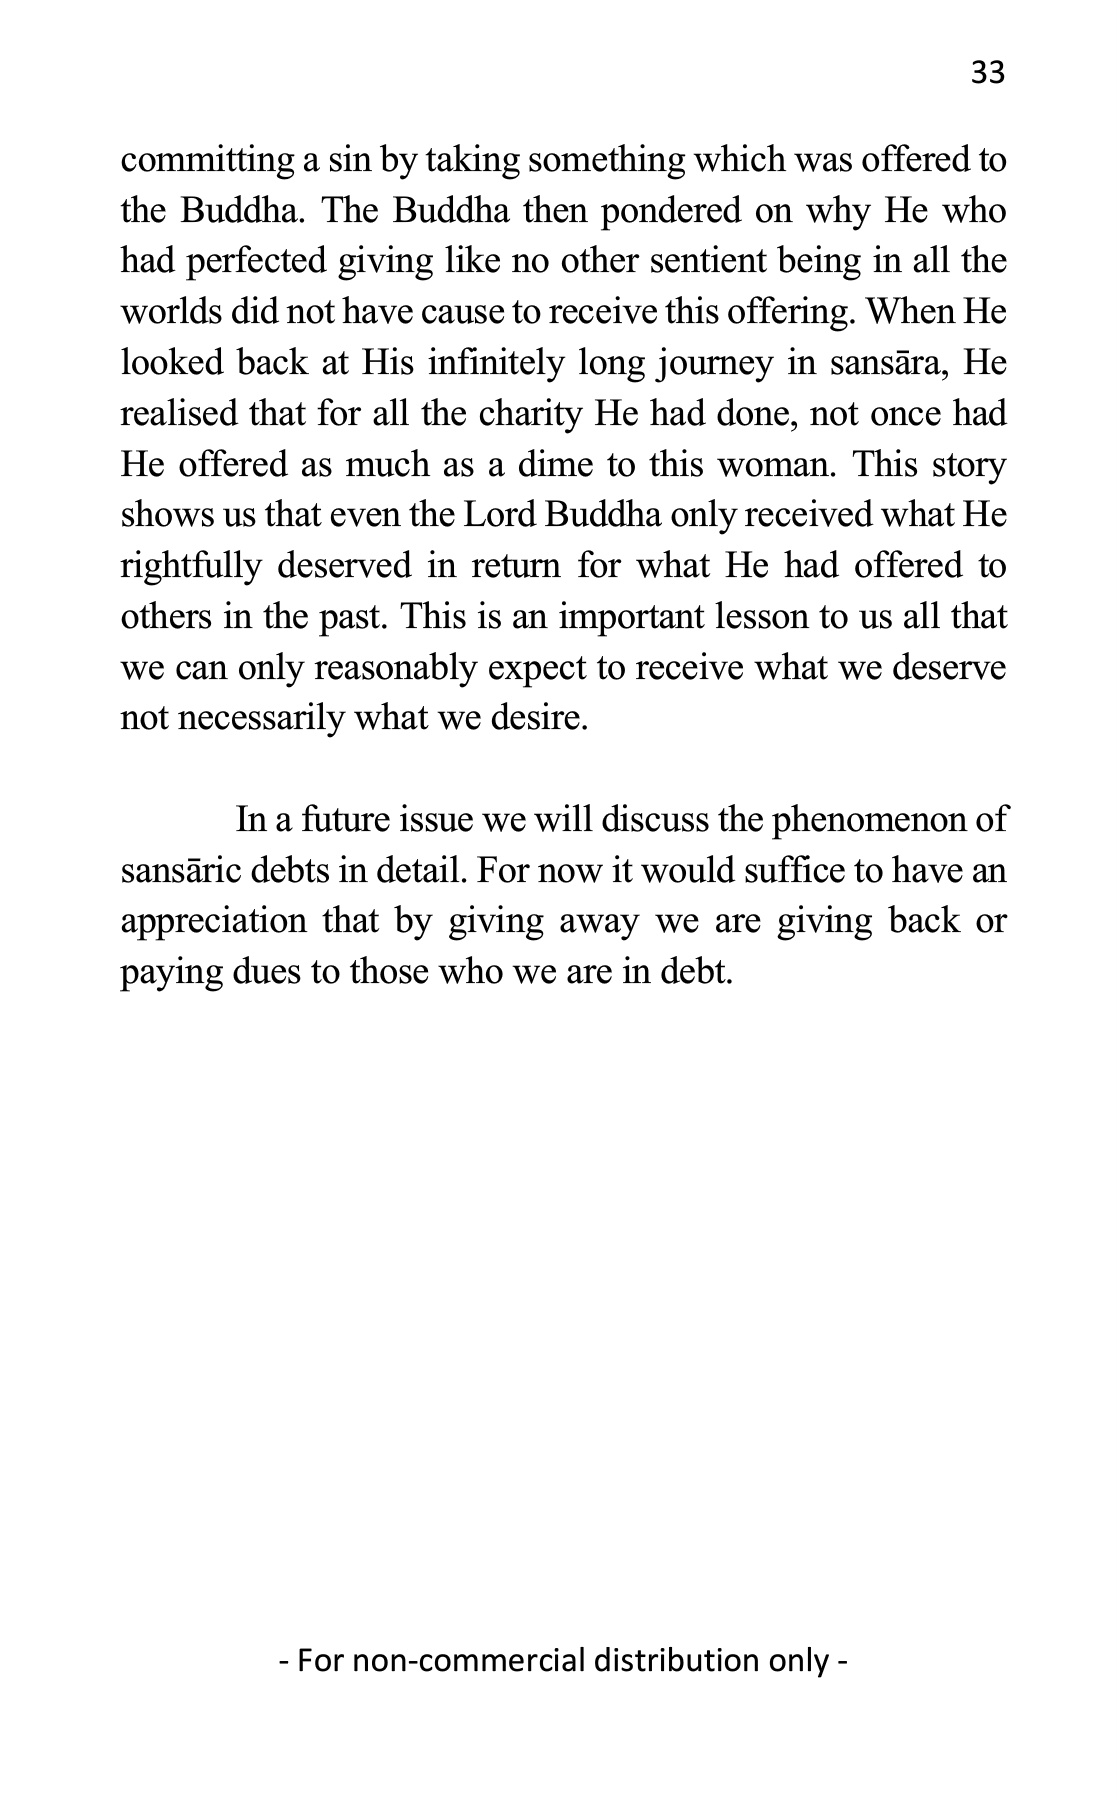 33
committing a sin by taking something which was offered to
the Buddha. The Buddha then pondered on why He who
had perfected giving like no other sentient being in all the
worlds did not have cause to receive this offering. When He
looked back at His infinitely long journey in sansāra, He
realised that for all the charity He had done, not once had
He offered as much as a dime to this woman. This story
shows us that even the Lord Buddha only received what He
rightfully deserved in return for what He had offered to
others in the past. This is an important lesson to us all that
we can only reasonably expect to receive what we deserve
not necessarily what we desire.
In a future issue we will discuss the phenomenon of
sansāric debts in detail. For now it would suffice to have an
appreciation that by giving away we are giving back or
paying dues to those who we are in debt.
- For non-commercial distribution only -